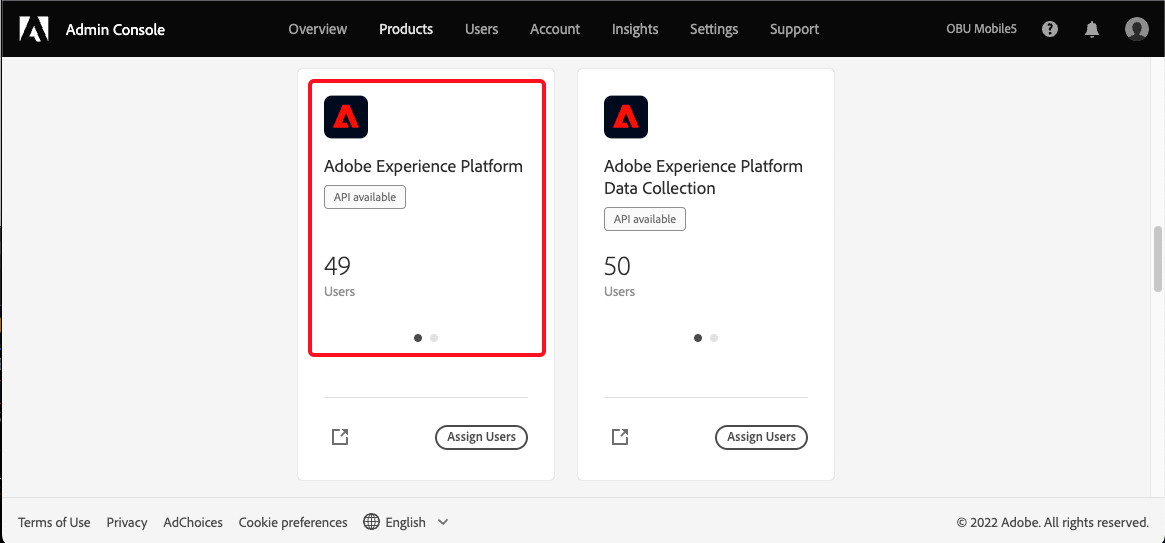 Admin Console
Overview
Products
Users
Account
Insights
Settings
Support
OBU Mobile5
?
Adobe Experience Platform
API available
49
Users
Assign Users
Adobe Experience Platform
Data Collection
API available
50
Users
Assign Users
Terms of Use
Privacy
AdChoices
Cookie preferences
English
© 2022 Adobe. All rights reserved.